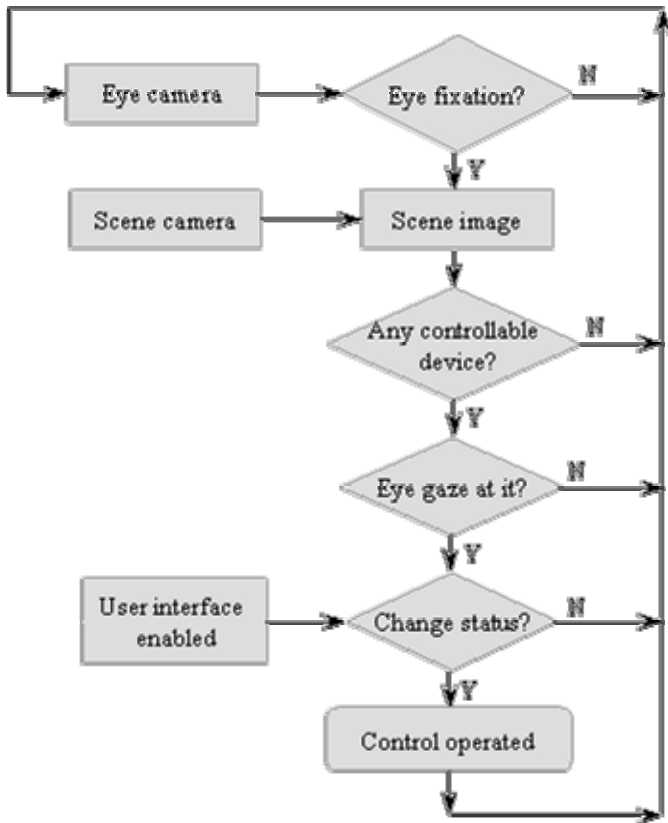 Eye camera
Eye fixation?
N
Y
Scene camera
Scene image
Any controllable
device?
N
Y
Eye gaze at it?
N
Y
User interface
enabled
Change status?
N
Y
Control operated